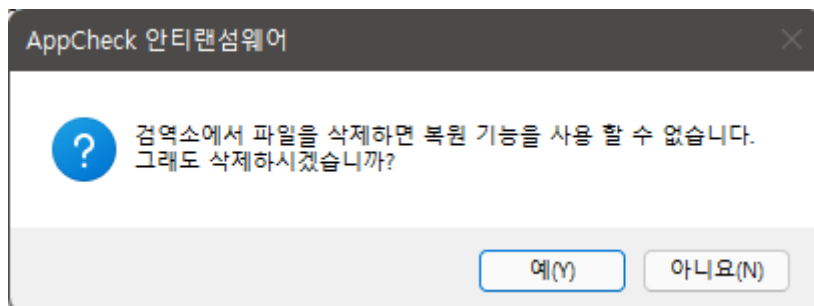 AppCheck 안티랜섬웨어
검역소에서 파일을 삭제하면 복원 기능을 사용 할 수 없습니다.
그래도 삭제하시겠습니까?
예(Y)
아니요(N)